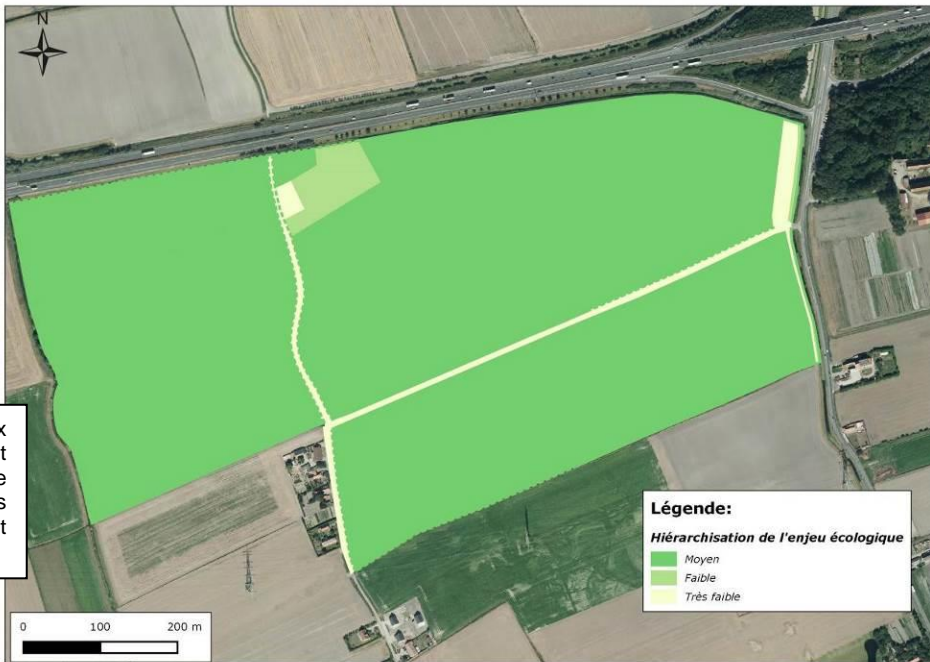 N
x
t
e
s
t
Légende:
Hiérarchisation de l'enjeu écologique
Moyen
Faible
Très faible
0 100 200 m